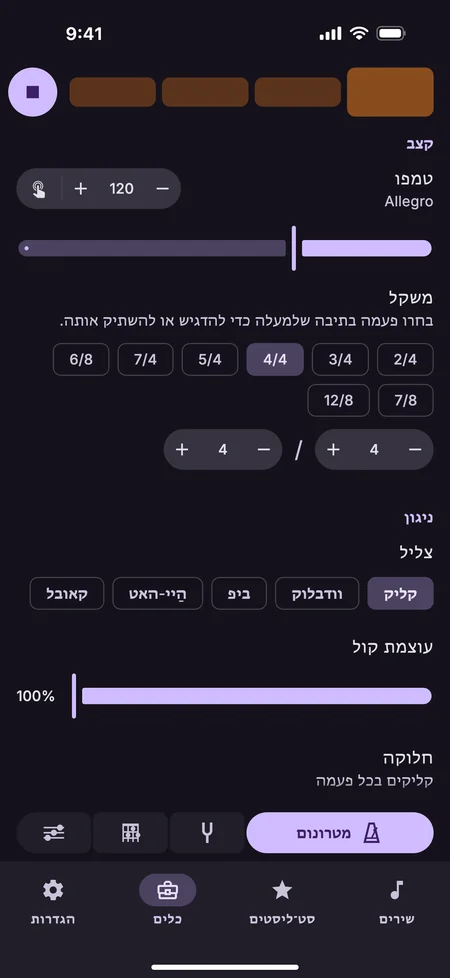 9:41
קצב
טמפו
Allegro
− 120 +
משקל
בחרו פעמה בתיבה שלמעלה כדי להדגיש או להשתיק אותה.
2/4 3/4 4/4 5/4 7/4 6/8
7/8 12/8
− 4 + / − 4 +
ניגון
צליל
קליק וודבלוק ביפ הַיי-האט קאובל
עוצמת קול
100%
חלוקה
קליקים בכל פעמה
מטרונום
שירים סט־ליסטים כלים הגדרות